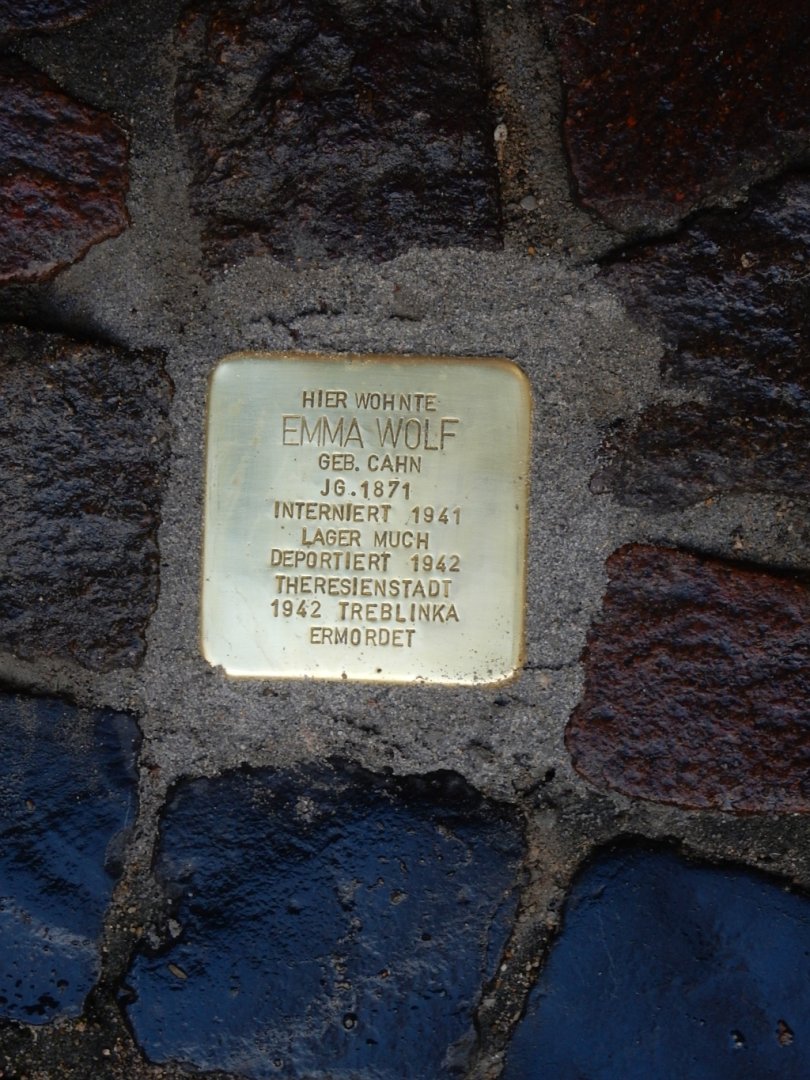 HIER WOHNTE
EMMA WOLF
GEB. CAHN
JG. 1871
INTERNIERT 1941
LAGER MUCH
DEPORTIERT 1942
THERESIENSTADT
1942 TREBLINKA
ERMORDET